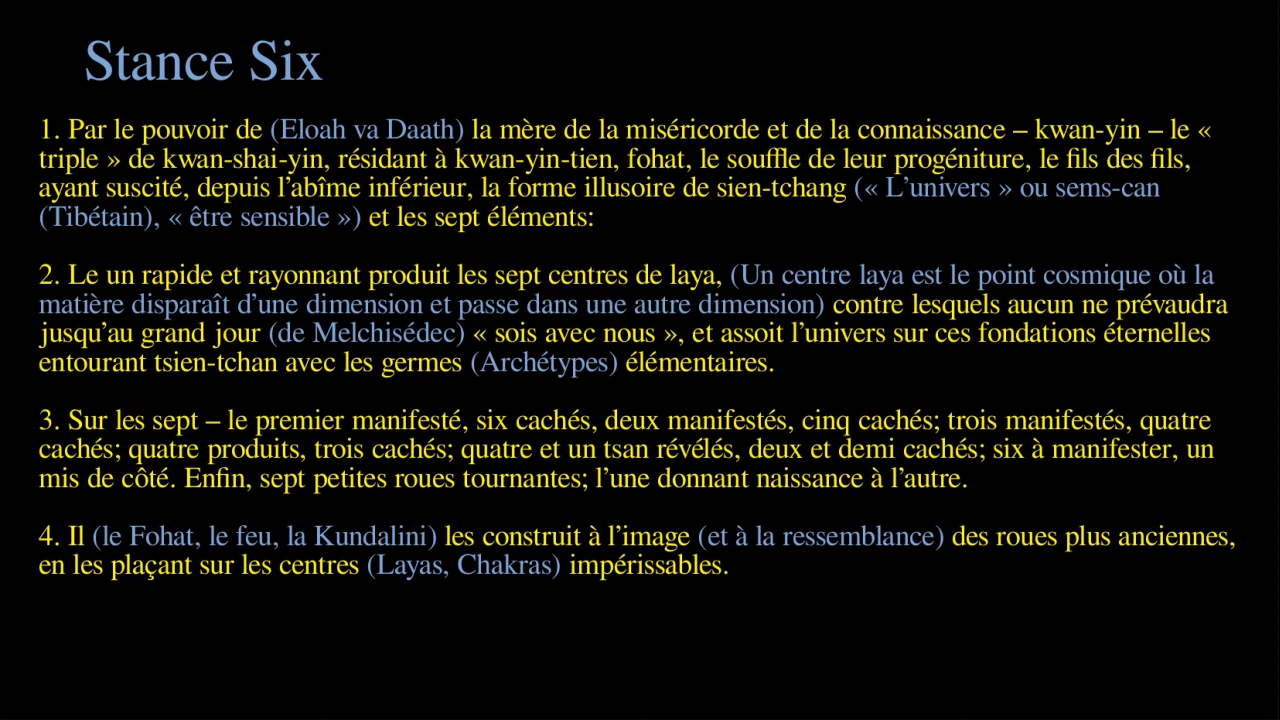 Stance Six
1. Par le pouvoir de (Eloah va Daath) la mère de la miséricorde et de la connaissance – kwan-yin – le «
triple » de kwan-shai-yin, résidant à kwan-yin-tien, fohat, le souffle de leur progéniture, le fils des fils,
ayant suscité, depuis l’abîme inférieur, la forme illusoire de sien-tchang (« L’univers » ou sems-can
(Tibétain), « être sensible ») et les sept éléments:
2. Le un rapide et rayonnant produit les sept centres de laya, (Un centre laya est le point cosmique où la
matière disparaît d’une dimension et passe dans une autre dimension) contre lesquels aucun ne prévaudra
jusqu’au grand jour (de Melchisédec) « sois avec nous », et assoit l’univers sur ces fondations éternelles
entourant tsien-tchan avec les germes (Archétypes) élémentaires.
3. Sur les sept – le premier manifesté, six cachés, deux manifestés, cinq cachés; trois manifestés, quatre
cachés; quatre produits, trois cachés; quatre et un tsan révélés, deux et demi cachés; six à manifester, un
mis de côté. Enfin, sept petites roues tournantes; l’une donnant naissance à l’autre.
4. Il (le Fohat, le feu, la Kundalini) les construit à l’image (et à la ressemblance) des roues plus anciennes,
en les plaçant sur les centres (Layas, Chakras) impérissables.